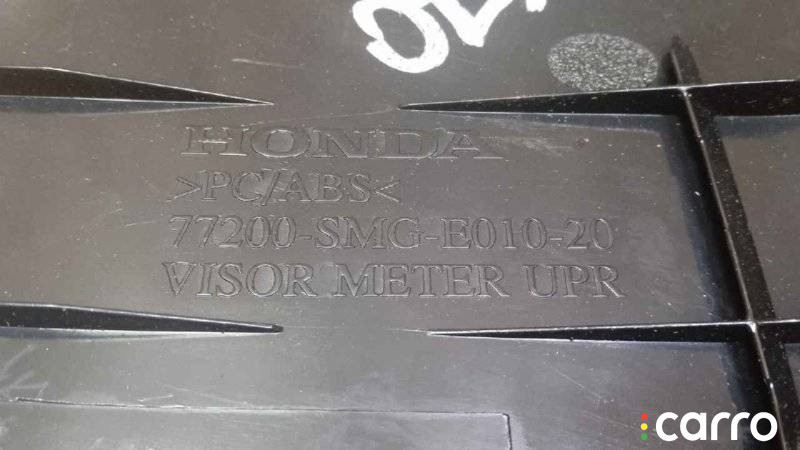 HONDA
>PC/ABS<
77200-SMG-E010-20
VISOR METER UPR
carro